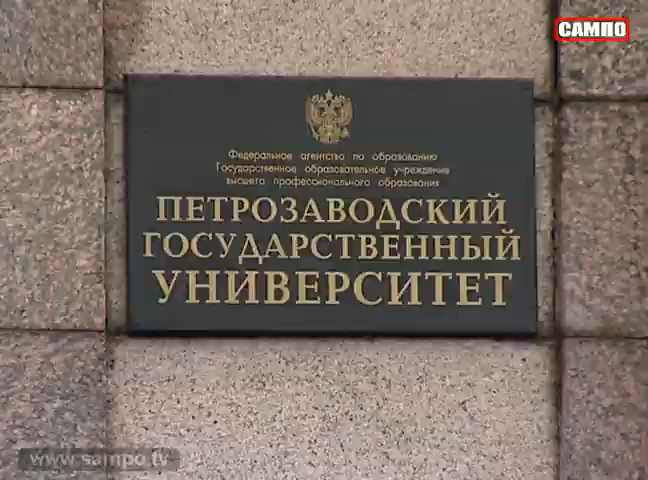 САМПО
Федеральное агентство по образованию
Государственное образовательное учреждение
высшего профессионального образования
ПЕТРОЗАВОДСКИЙ
ГОСУДАРСТВЕННЫЙ
УНИВЕРСИТЕТ
www.sampo.tv